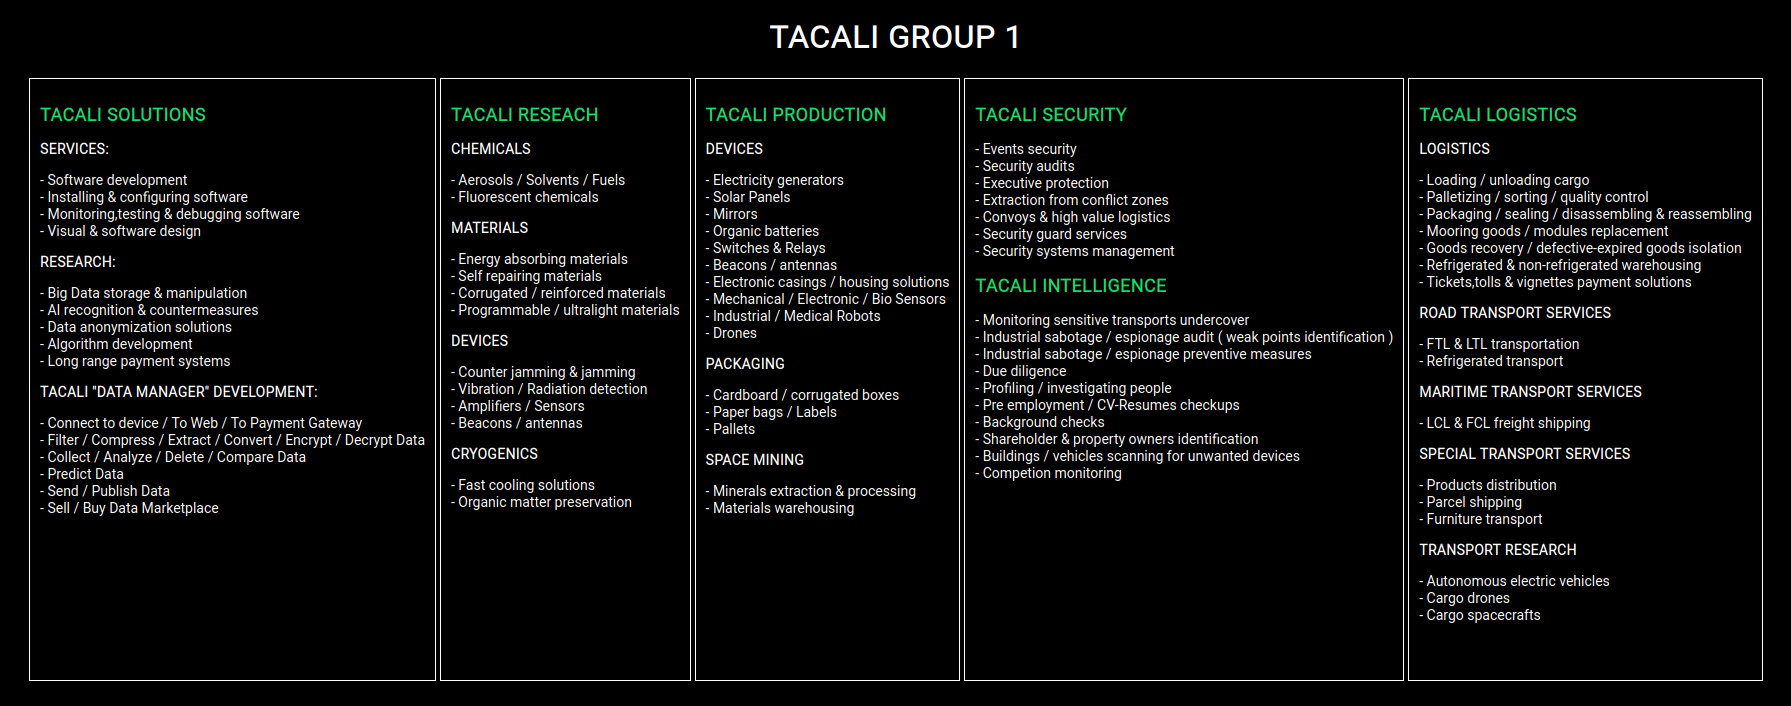 TACALI GROUP 1
TACALI SOLUTIONS
SERVICES:
- Software development
- Installing & configuring software
- Monitoring,testing & debugging software
- Visual & software design
RESEARCH:
- Big Data storage & manipulation
- AI recognition & countermeasures
- Data anonymization solutions
- Algorithm development
- Long range payment systems
TACALI "DATA MANAGER" DEVELOPMENT:
- Connect to device / To Web / To Payment Gateway
- Filter / Compress / Extract / Convert / Encrypt / Decrypt Data
- Collect / Analyze / Delete / Compare Data
- Predict Data
- Send / Publish Data
- Sell / Buy Data Marketplace
TACALI RESEACH
CHEMICALS
- Aerosols / Solvents / Fuels
- Fluorescent chemicals
MATERIALS
- Energy absorbing materials
- Self repairing materials
- Corrugated / reinforced materials
- Programmable / ultralight materials
DEVICES
- Counter jamming & jamming
- Vibration / Radiation detection
- Amplifiers / Sensors
- Beacons / antennas
CRYOGENICS
- Fast cooling solutions
- Organic matter preservation
TACALI PRODUCTION
DEVICES
- Electricity generators
- Solar Panels
- Mirrors
- Organic batteries
- Switches & Relays
- Beacons / antennas
- Electronic casings / housing solutions
- Mechanical / Electronic / Bio Sensors
- Industrial / Medical Robots
- Drones
PACKAGING
- Cardboard / corrugated boxes
- Paper bags / Labels
- Pallets
SPACE MINING
- Minerals extraction & processing
- Materials warehousing
TACALI SECURITY
- Events security
- Security audits
- Executive protection
- Extraction from conflict zones
- Convoys & high value logistics
- Security guard services
- Security systems management
TACALI INTELLIGENCE
- Monitoring sensitive transports undercover
- Industrial sabotage / espionage audit ( weak points identification )
- Industrial sabotage / espionage preventive measures
- Due diligence
- Profiling / investigating people
- Pre employment / CV-Resumes checkups
- Background checks
- Shareholder & property owners identification
- Buildings / vehicles scanning for unwanted devices
- Competion monitoring
TACALI LOGISTICS
LOGISTICS
- Loading / unloading cargo
- Palletizing / sorting / quality control
- Packaging / sealing / disassembling & reassembling
- Mooring goods / modules replacement
- Goods recovery / defective-expired goods isolation
- Refrigerated & non-refrigerated warehousing
- Tickets,tolls & vignettes payment solutions
ROAD TRANSPORT SERVICES
- FTL & LTL transportation
- Refrigerated transport
MARITIME TRANSPORT SERVICES
- LCL & FCL freight shipping
SPECIAL TRANSPORT SERVICES
- Products distribution
- Parcel shipping
- Furniture transport
TRANSPORT RESEARCH
- Autonomous electric vehicles
- Cargo drones
- Cargo spacecrafts